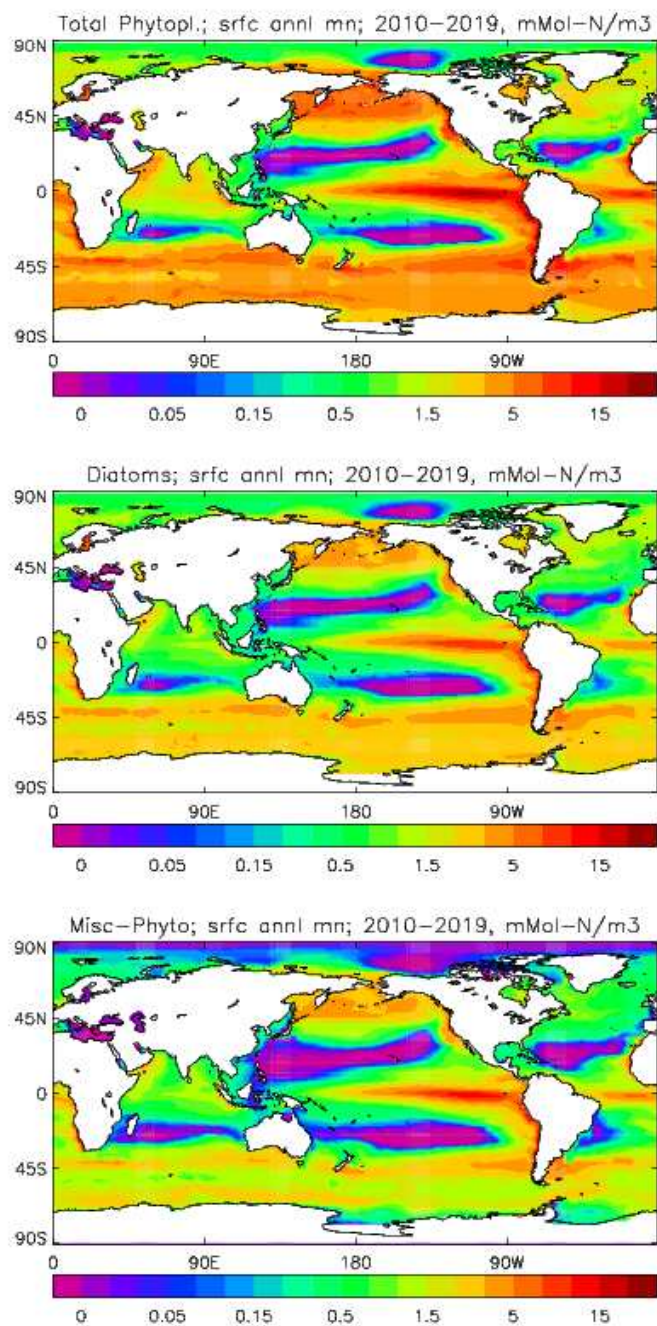 Total Phytopl.; srfc annl mn; 2010-2019, mMol-N/m3
90N
45N
0
45S
90S
0 90E 180 90W
0 0.05 0.15 0.5 1.5 5 15
Diatoms; srfc annl mn; 2010-2019, mMol-N/m3
90N
45N
0
45S
90S
0 90E 180 90W
0 0.05 0.15 0.5 1.5 5 15
Misc-Phyto; srfc annl mn; 2010-2019, mMol-N/m3
90N
45N
0
45S
90S
0 90E 180 90W
0 0.05 0.15 0.5 1.5 5 15